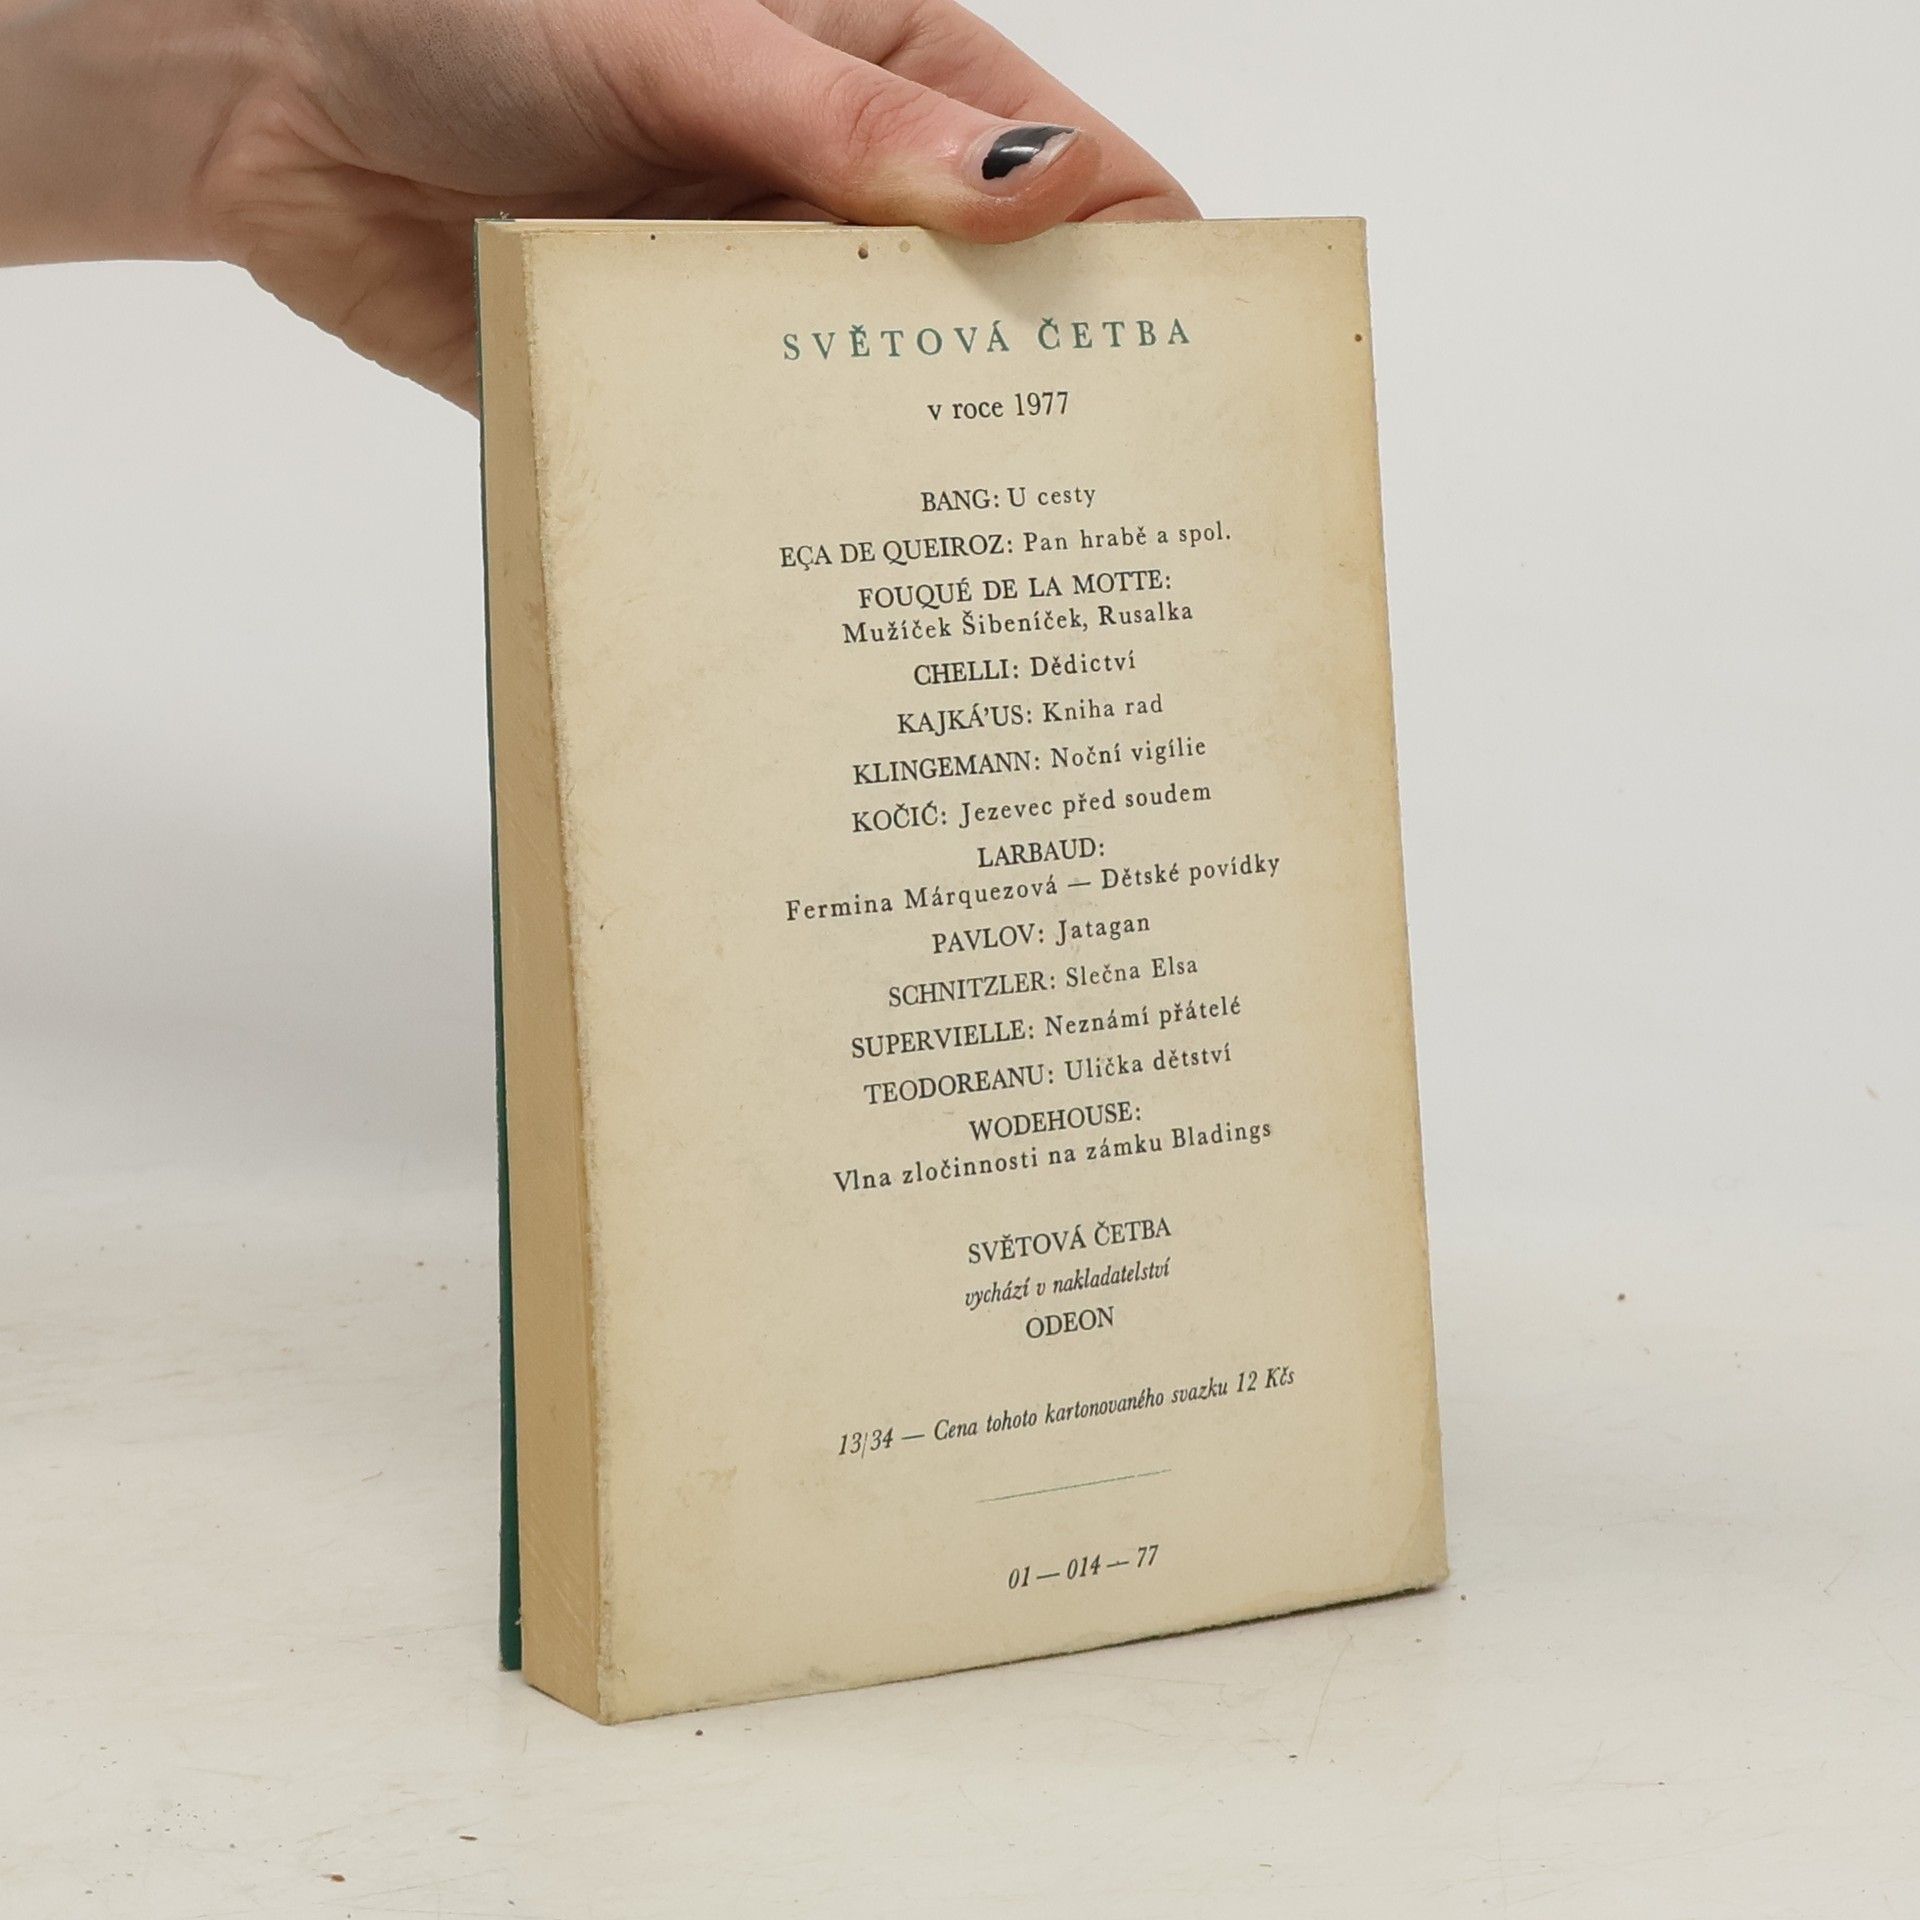 SVĚTOVÁ ČETBA
v roce 1977
BANG: U cesty
EÇA DE QUEIROZ: Pan hrabě a spol.
FOUQUÉ DE LA MOTTE:
Mužíček Šibeníček, Rusalka
CHELLI: Dědictví
KAJKÁ’US: Kniha rad
KLINGEMANN: Noční vigílie
KOČIĆ: Jezevec před soudem
LARBAUD:
Fermina Márquezová — Dětské povídky
PAVLOV: Jatagan
SCHNITZLER: Slečna Elsa
SUPERVIELLE: Neznámí přátelé
TEODOREANU: Ulička dětství
WODEHOUSE:
Vlna zločinnosti na zámku Bladings
SVĚTOVÁ ČETBA
vychází v nakladatelství
ODEON
13/34 — Cena tohoto kartonovaného svazku 12 Kčs
01 — 014 — 77